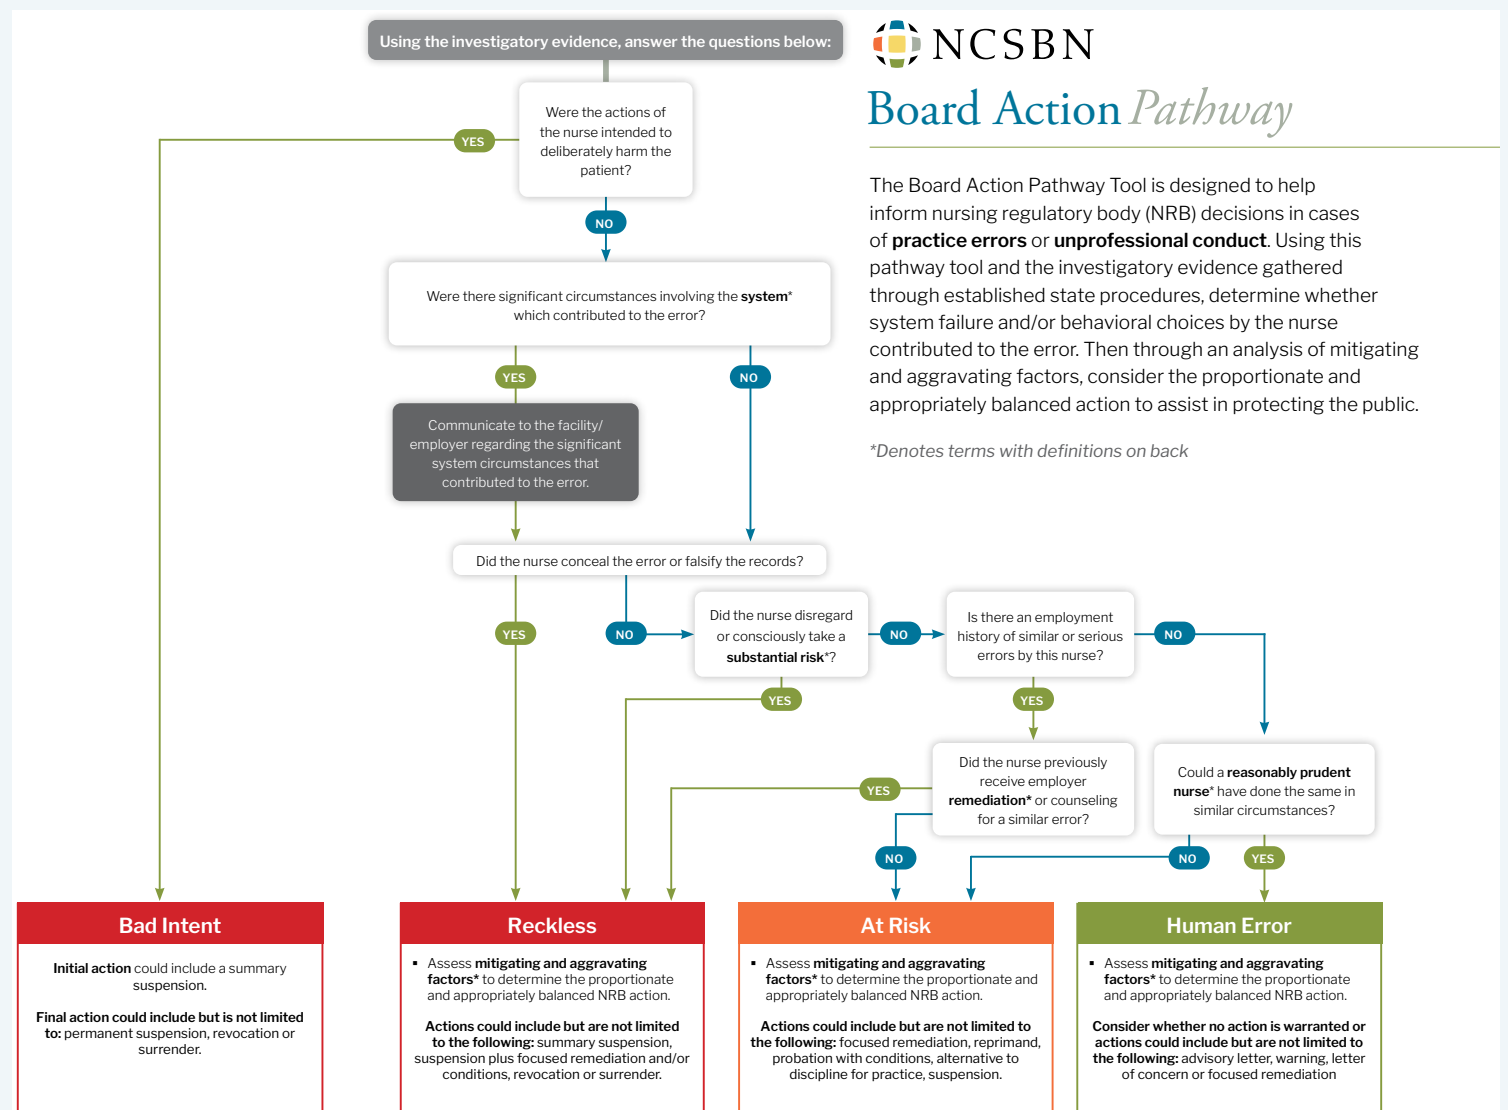 Using the investigatory evidence, answer the questions below:
NCSBN
Board Action Pathway
The Board Action Pathway Tool is designed to help
inform nursing regulatory body (NRB) decisions in cases
of practice errors or unprofessional conduct. Using this
pathway tool and the investigatory evidence gathered
through established state procedures, determine whether
system failure and/or behavioral choices by the nurse
contributed to the error. Then through an analysis of mitigating
and aggravating factors, consider the proportionate and
appropriately balanced action to assist in protecting the public.
*Denotes terms with definitions on back
Were the actions of
the nurse intended to
deliberately harm the
patient?
YES
NO
Were there significant circumstances involving the system*
which contributed to the error?
YES
NO
Communicate to the facility/
employer regarding the significant
system circumstances that
contributed to the error.
Did the nurse conceal the error or falsify the records?
YES
NO
Did the nurse disregard
or consciously take a
substantial risk*?
NO
YES
Is there an employment
history of similar or serious
errors by this nurse?
NO
YES
Did the nurse previously
receive employer
remediation* or counseling
for a similar error?
YES
NO
Could a reasonably prudent
nurse* have done the same in
similar circumstances?
NO
YES
Bad Intent
Initial action could include a summary
suspension.
Final action could include but is not limited
to: permanent suspension, revocation or
surrender.
Reckless
▪ Assess mitigating and aggravating
factors* to determine the proportionate
and appropriately balanced NRB action.
Actions could include but are not limited
to the following: summary suspension,
suspension plus focused remediation and/or
conditions, revocation or surrender.
At Risk
▪ Assess mitigating and aggravating
factors* to determine the proportionate and
appropriately balanced NRB action.
Actions could include but are not limited to
the following: focused remediation, reprimand,
probation with conditions, alternative to
discipline for practice, suspension.
Human Error
▪ Assess mitigating and aggravating
factors* to determine the proportionate
and appropriately balanced NRB action.
Consider whether no action is warranted or
actions could include but are not limited to
the following: advisory letter, warning, letter
of concern or focused remediation